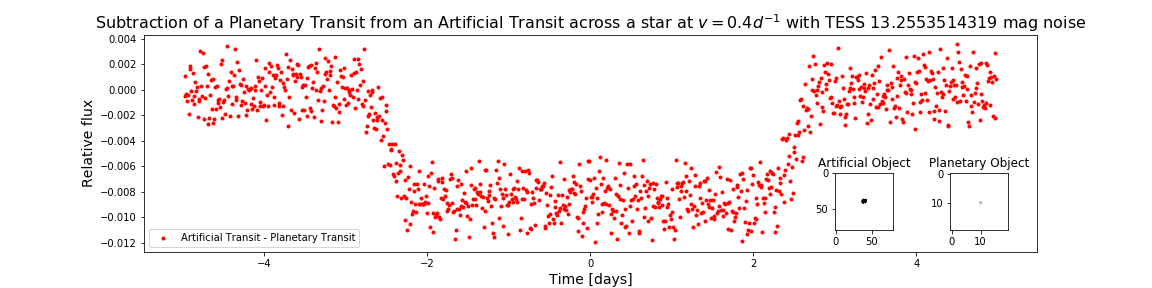 Subtraction of a Planetary Transit from an Artificial Transit across a star at v = 0.4d⁻¹ with TESS 13.2553514319 mag noise
0.004
0.002
0.000
−0.002
−0.004
−0.006
−0.008
−0.010
−0.012
Relative flux
Artificial Transit - Planetary Transit
Artificial Object
0
50
0 50
Planetary Object
0
10
0 10
−4 −2 0 2 4
Time [days]